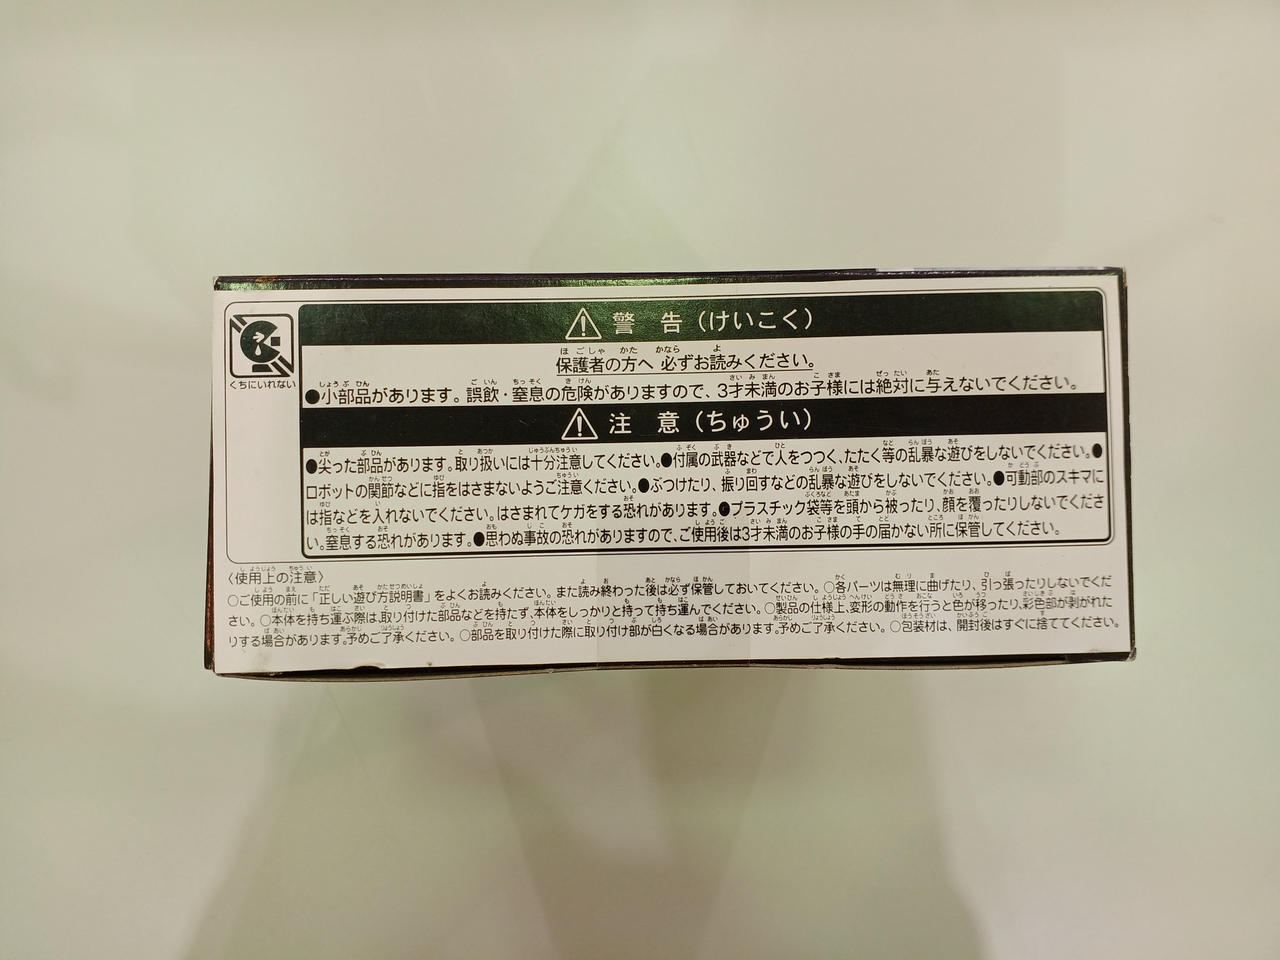 警 告（けいこく）
保護者の方へ 必ずお読みください。
くちにいれない
●小部品があります。誤飲・窒息の危険がありますので、3才未満のお子様には絶対に与えないでください。
注 意（ちゅうい）
●尖った部品があります。取り扱いには十分注意してください。●付属の武器などで人をつつく、たたく等の乱暴な遊びをしないでください。●
ロボットの関節などに指をはさまないようご注意ください。●ぶつけたり、振り回すなどの乱暴な遊びをしないでください。●可動部のスキマに
は指などを入れないでください。はさまれてケガをする恐れがあります。●プラスチック袋等を頭から被ったり、顔を覆ったりしないでくださ
い。窒息する恐れがあります。●思わぬ事故の恐れがありますので、ご使用後は3才未満のお子様の手の届かない所に保管してください。
〈使用上の注意〉
○ご使用の前に「正しい遊び方説明書」をよくお読みください。また読み終わった後は必ず保管しておいてください。○各パーツは無理に曲げたり、引っ張ったりしないでくだ
さい。○本体を持ち運ぶ際は、取り付けた部品などを持たず、本体をしっかりと持って持ち運んでください。○製品の仕様上、変形の動作を行うと色が移ったり、彩色部が剥がれた
りする場合があります。予めご了承ください。○部品を取り付けた際に取り付け部が白くなる場合があります。予めご了承ください。○包装材は、開封後はすぐに捨ててください。